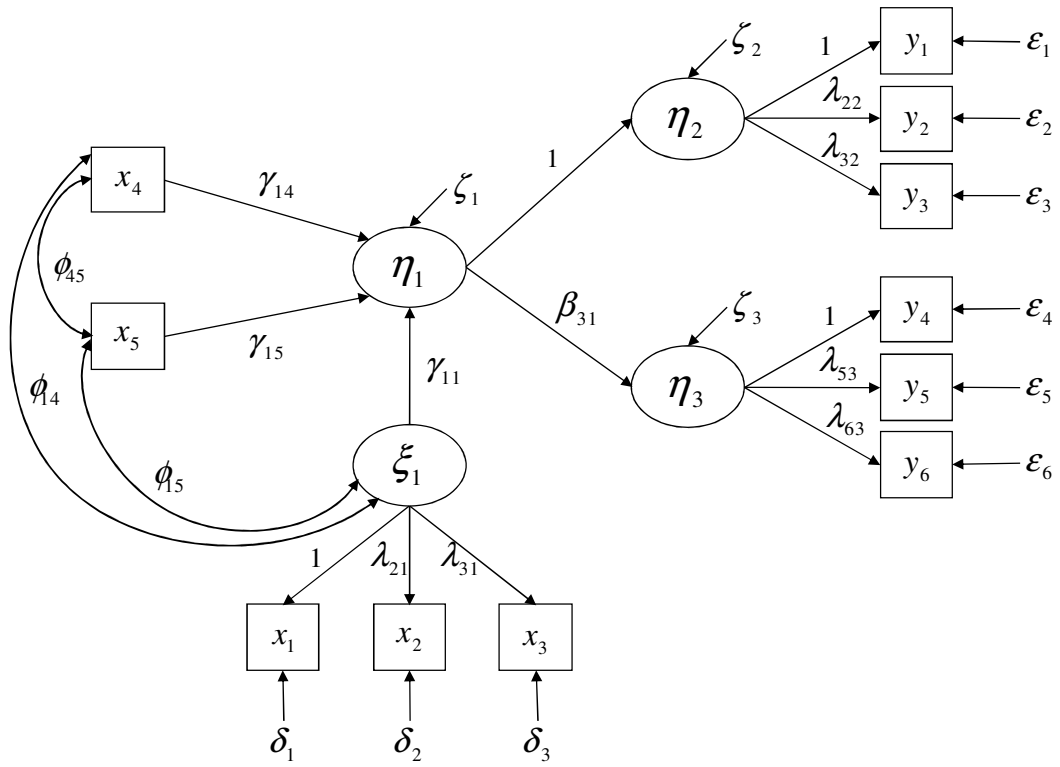 ζ₂
1
y₁
ε₁
η₂
λ₂₂
y₂
ε₂
λ₃₂
y₃
ε₃
x₄
γ₁₄
ζ₁
1
η₁
ϕ₄₅
x₅
γ₁₅
β₃₁
ζ₃
1
y₄
ε₄
η₃
λ₅₃
y₅
ε₅
λ₆₃
y₆
ε₆
ϕ₁₄
γ₁₁
ϕ₁₅
ξ₁
1
λ₂₁
λ₃₁
x₁
x₂
x₃
δ₁
δ₂
δ₃